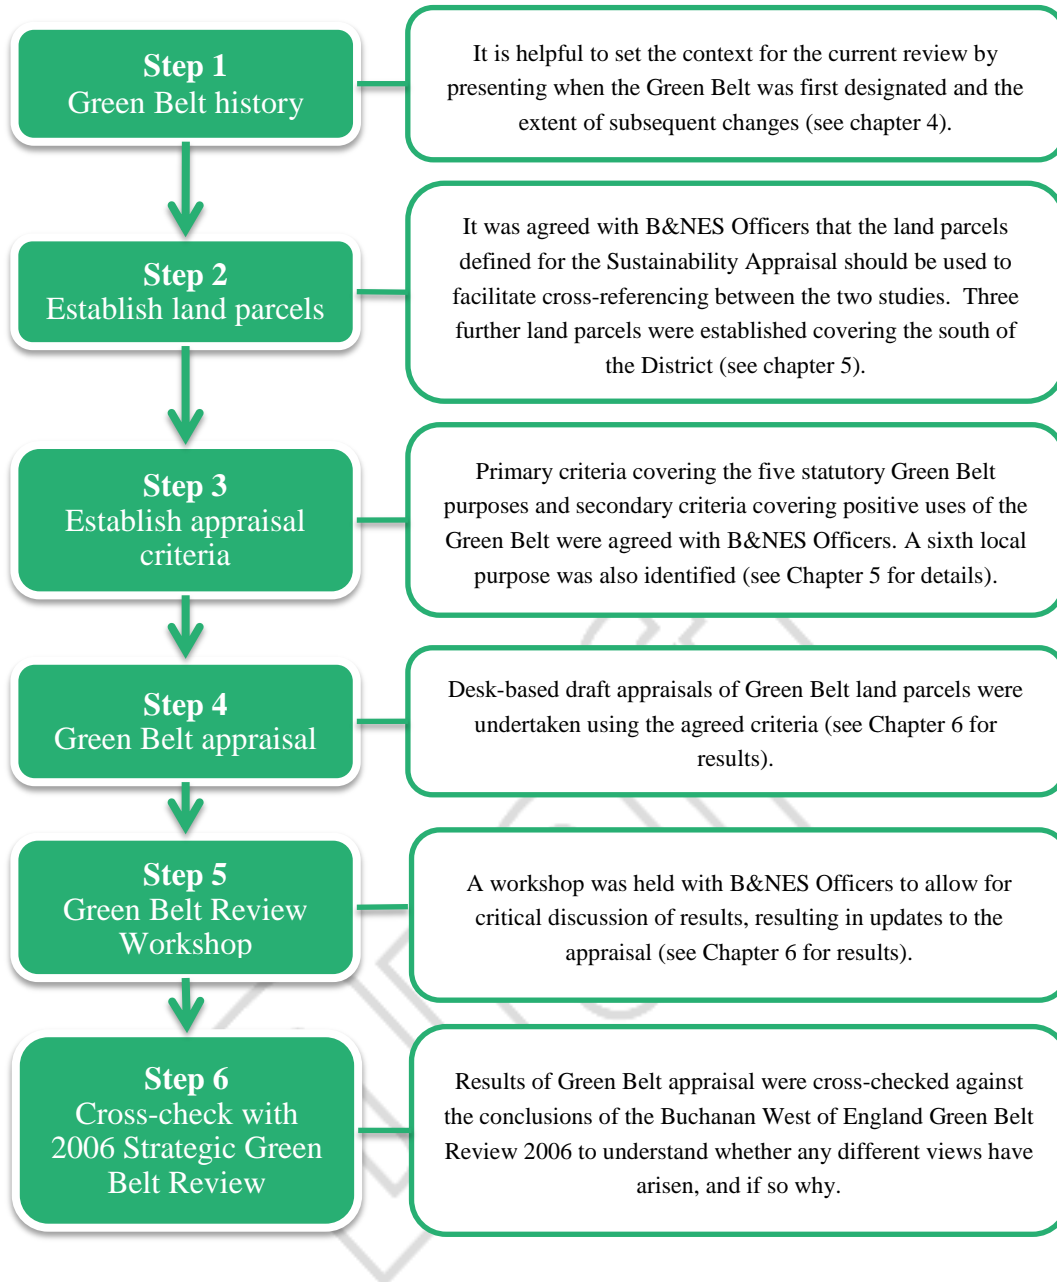 Step 1
Green Belt history
It is helpful to set the context for the current review by
presenting when the Green Belt was first designated and the
extent of subsequent changes (see chapter 4).
Step 2
Establish land parcels
It was agreed with B&NES Officers that the land parcels
defined for the Sustainability Appraisal should be used to
facilitate cross-referencing between the two studies.  Three
further land parcels were established covering the south of
the District (see chapter 5).
Step 3
Establish appraisal
criteria
Primary criteria covering the five statutory Green Belt
purposes and secondary criteria covering positive uses of the
Green Belt were agreed with B&NES Officers. A sixth local
purpose was also identified (see Chapter 5 for details).
Step 4
Green Belt appraisal
Desk-based draft appraisals of Green Belt land parcels were
undertaken using the agreed criteria (see Chapter 6 for
results).
Step 5
Green Belt Review
Workshop
A workshop was held with B&NES Officers to allow for
critical discussion of results, resulting in updates to the
appraisal (see Chapter 6 for results).
Step 6
Cross-check with
2006 Strategic Green
Belt Review
Results of Green Belt appraisal were cross-checked against
the conclusions of the Buchanan West of England Green Belt
Review 2006 to understand whether any different views have
arisen, and if so why.